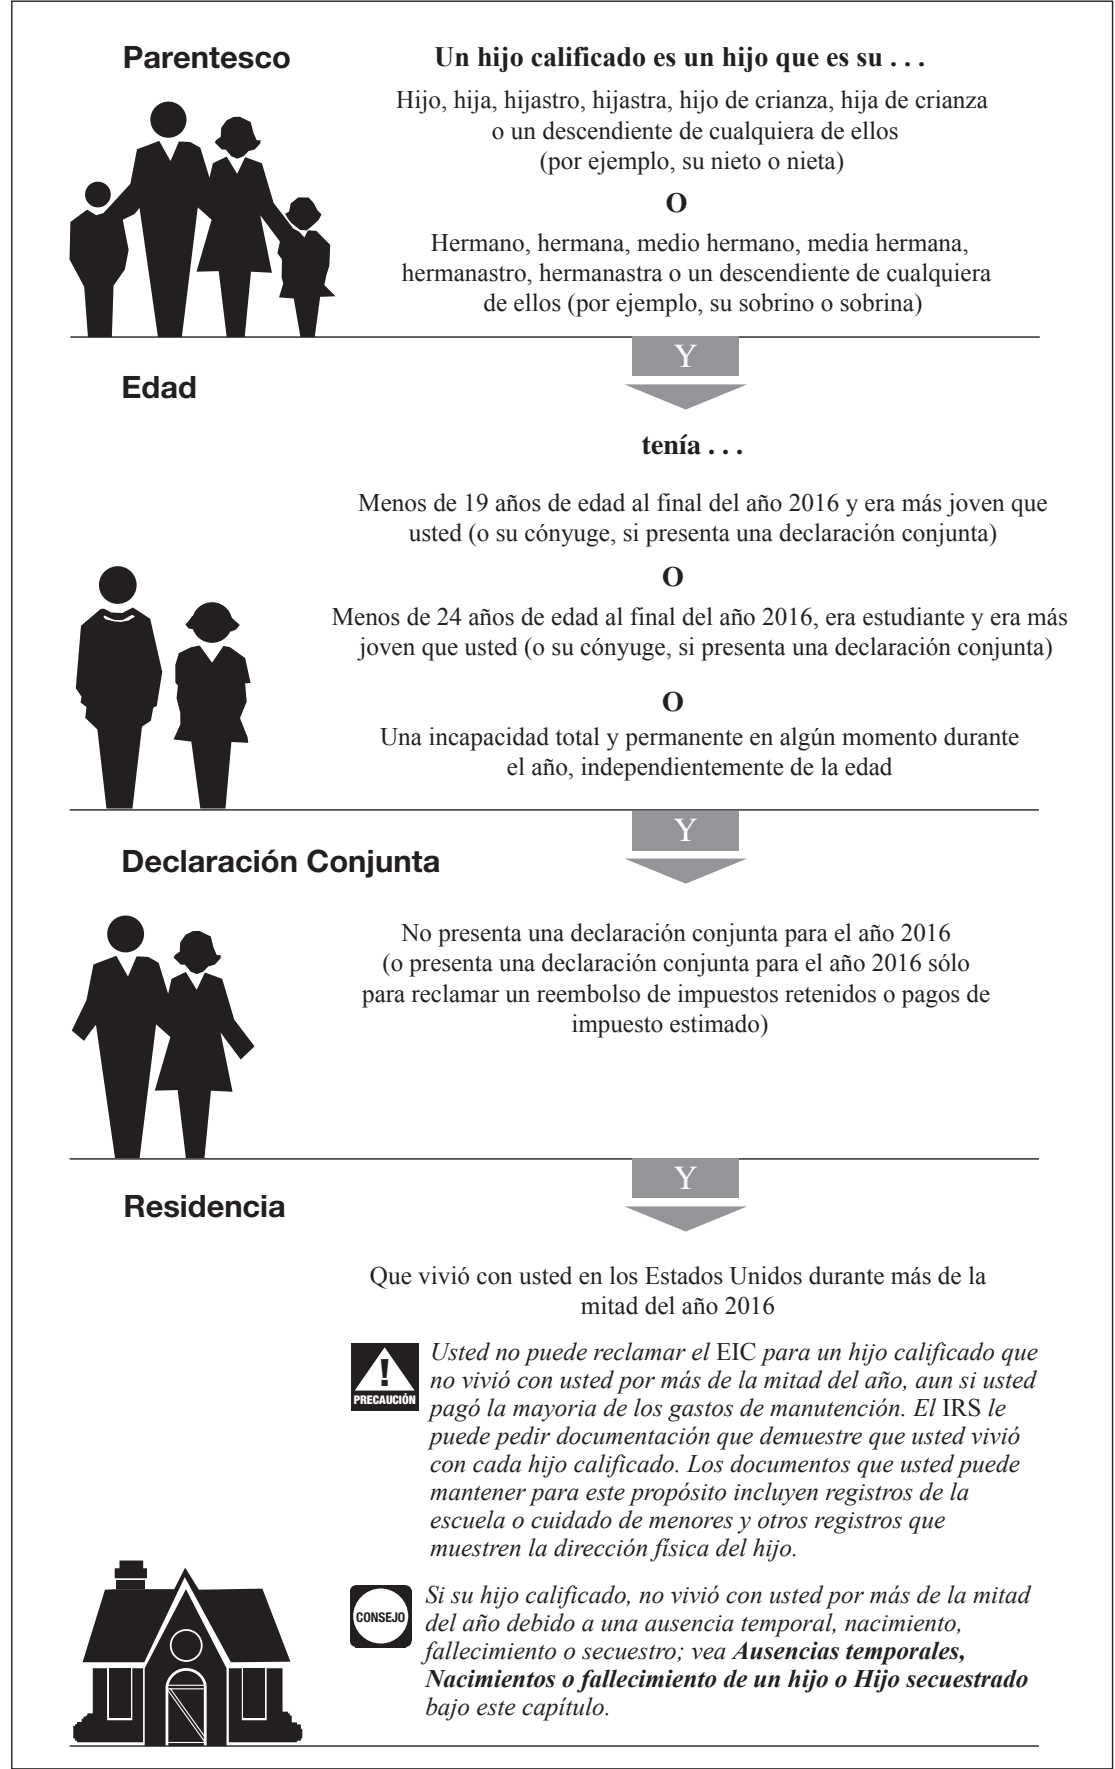 Parentesco
Un hijo calificado es un hijo que es su . . .
Hijo, hija, hijastro, hijastra, hijo de crianza, hija de crianza
o un descendiente de cualquiera de ellos
(por ejemplo, su nieto o nieta)
O
Hermano, hermana, medio hermano, media hermana,
hermanastro, hermanastra o un descendiente de cualquiera
de ellos (por ejemplo, su sobrino o sobrina)
Y
Edad
tenía . . .
Menos de 19 años de edad al final del año 2016 y era más joven que
usted (o su cónyuge, si presenta una declaración conjunta)
O
Menos de 24 años de edad al final del año 2016, era estudiante y era más
joven que usted (o su cónyuge, si presenta una declaración conjunta)
O
Una incapacidad total y permanente en algún momento durante
el año, independientemente de la edad
Y
Declaración Conjunta
No presenta una declaración conjunta para el año 2016
(o presenta una declaración conjunta para el año 2016 sólo
para reclamar un reembolso de impuestos retenidos o pagos de
impuesto estimado)
Y
Residencia
Que vivió con usted en los Estados Unidos durante más de la
mitad del año 2016
!
PRECAUCIÓN
Usted no puede reclamar el EIC para un hijo calificado que
no vivió con usted por más de la mitad del año, aun si usted
pagó la mayoria de los gastos de manutención. El IRS le
puede pedir documentación que demuestre que usted vivió
con cada hijo calificado. Los documentos que usted puede
mantener para este propósito incluyen registros de la
escuela o cuidado de menores y otros registros que
muestren la dirección física del hijo.
CONSEJO
Si su hijo calificado, no vivió con usted por más de la mitad
del año debido a una ausencia temporal, nacimiento,
fallecimiento o secuestro; vea Ausencias temporales,
Nacimientos o fallecimiento de un hijo o Hijo secuestrado
bajo este capítulo.